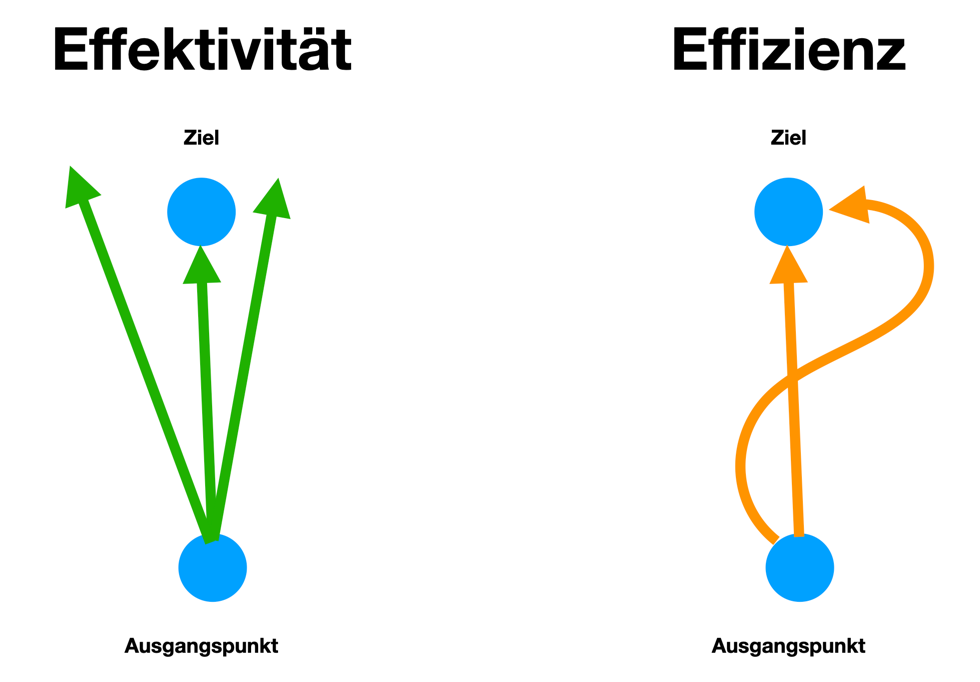 Effektivität
Effizienz
Ziel
Ziel
Ausgangspunkt
Ausgangspunkt